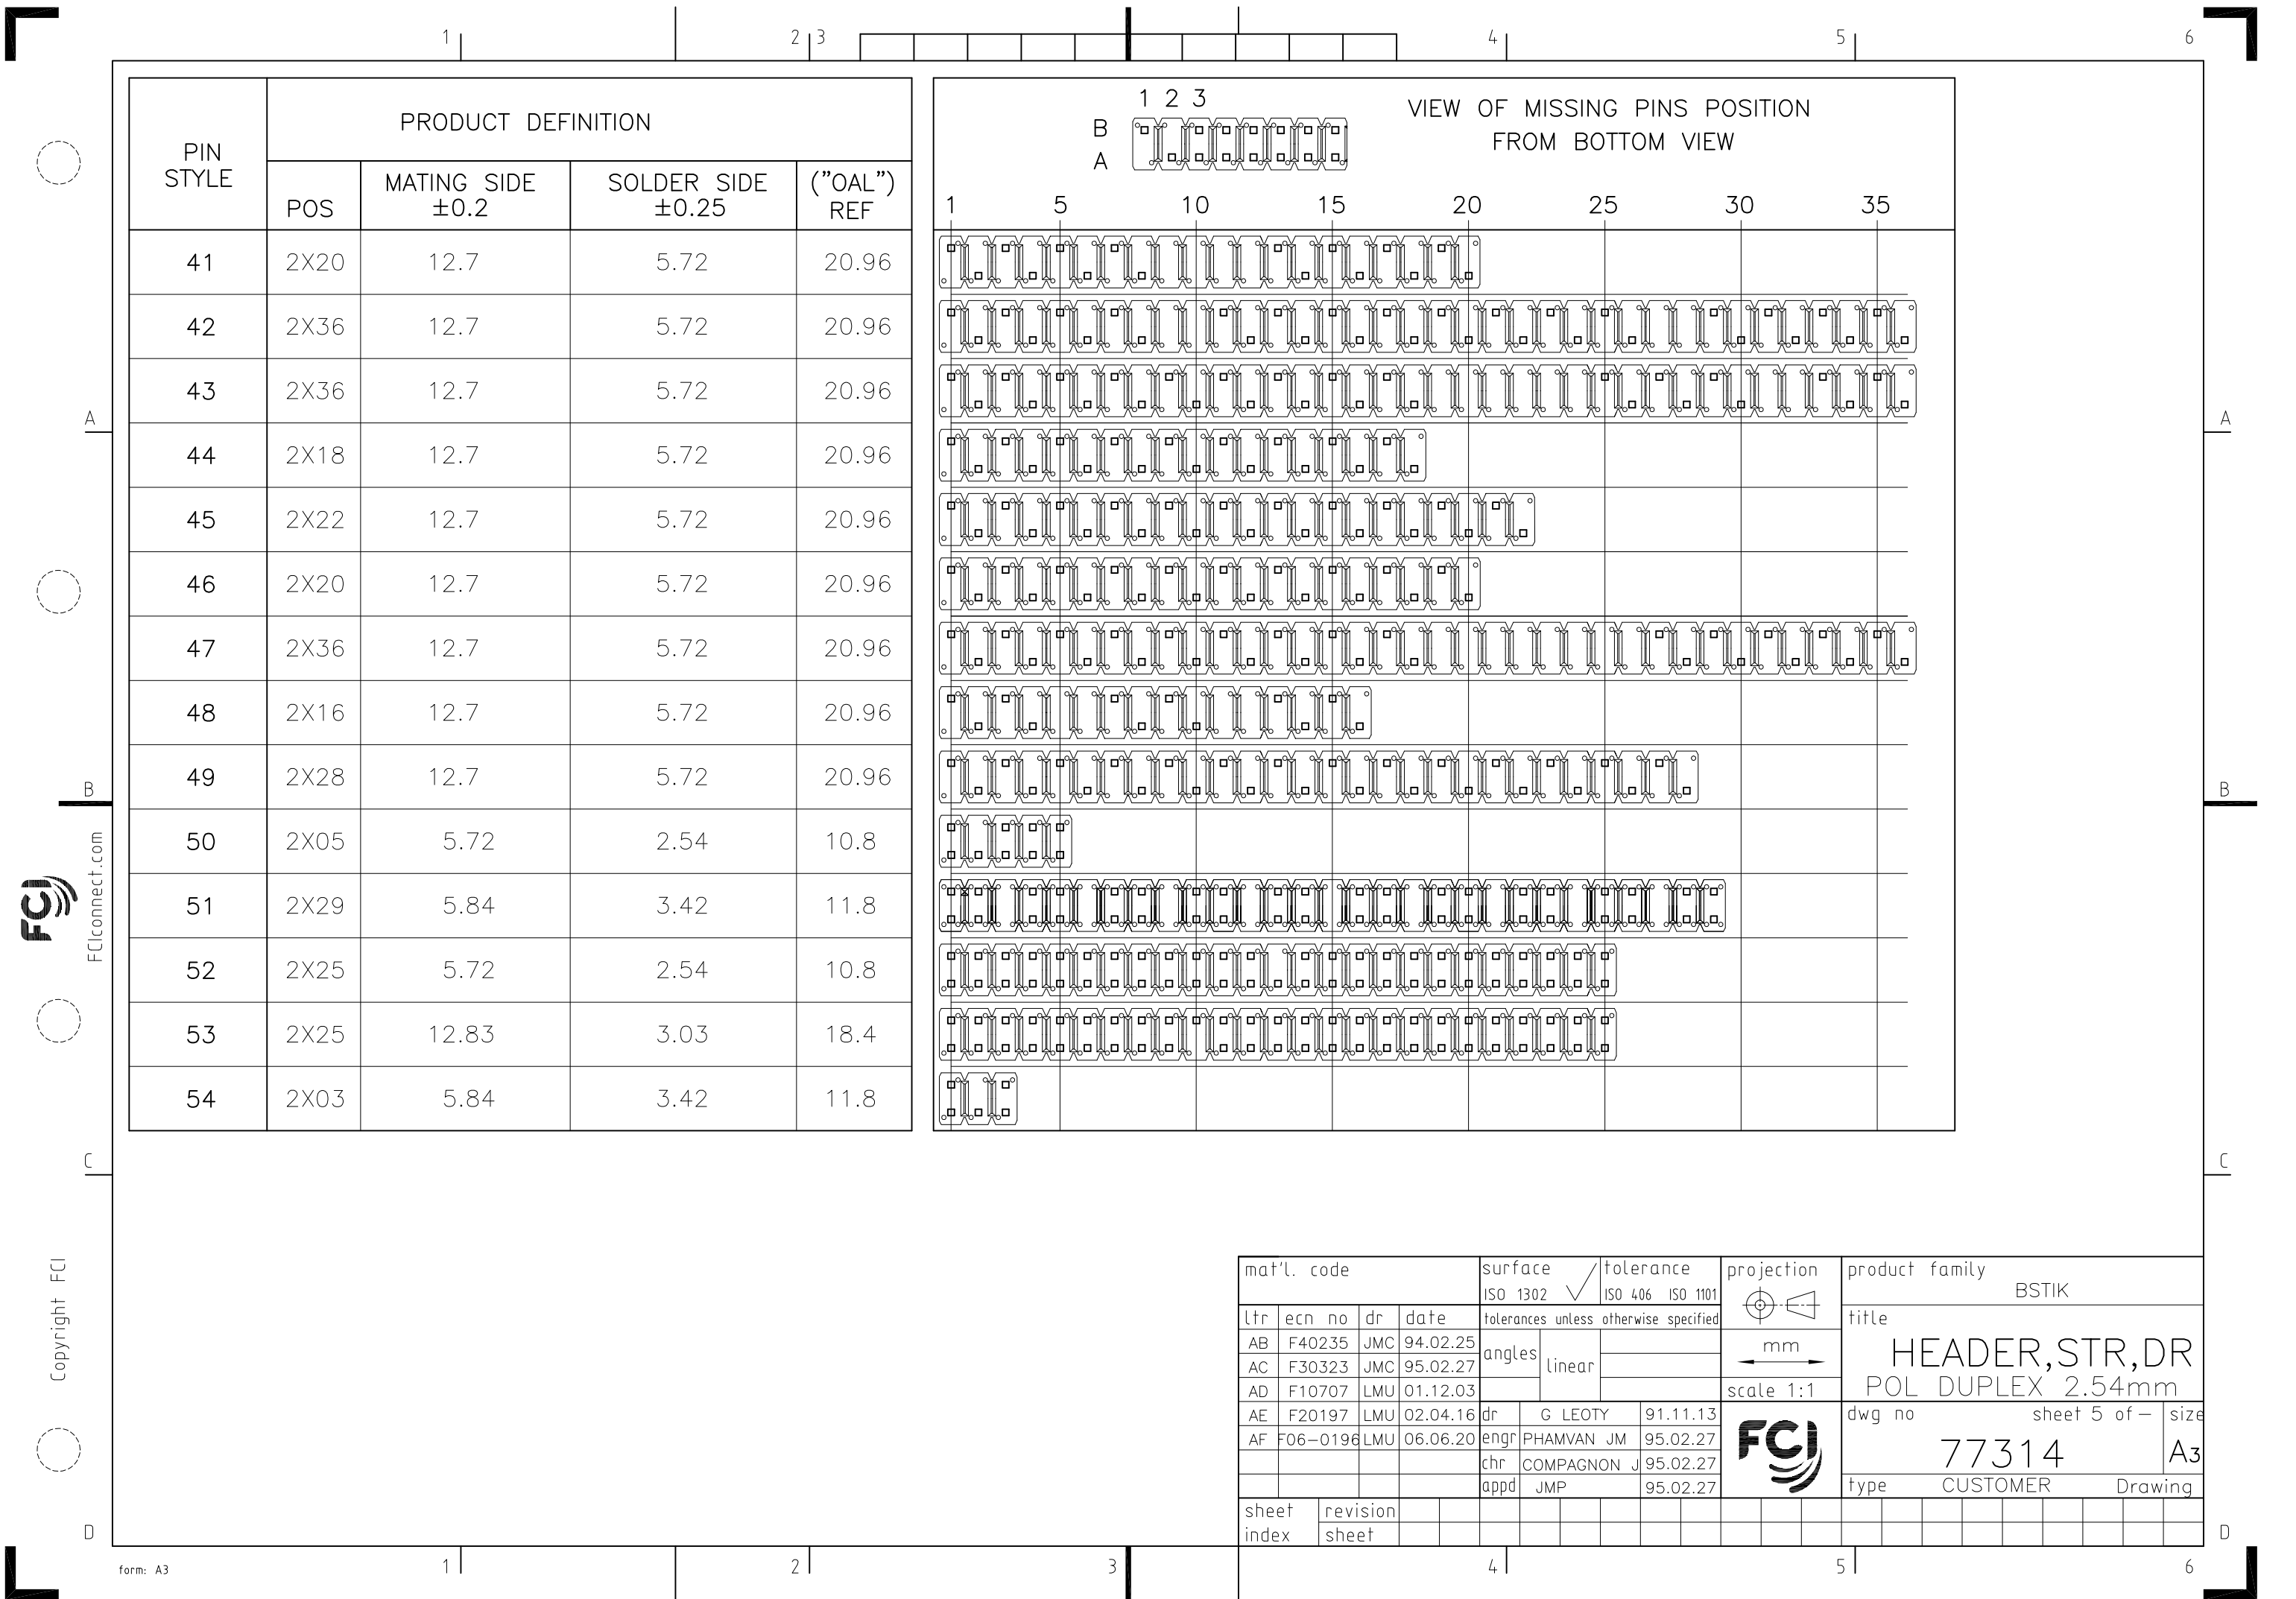 1 2 3 4 5 6
PIN STYLE
PRODUCT DEFINITION
POS
MATING SIDE ±0.2
SOLDER SIDE ±0.25
("OAL") REF
41 2X20 12.7 5.72 20.96
42 2X36 12.7 5.72 20.96
43 2X36 12.7 5.72 20.96
44 2X18 12.7 5.72 20.96
45 2X22 12.7 5.72 20.96
46 2X20 12.7 5.72 20.96
47 2X36 12.7 5.72 20.96
48 2X16 12.7 5.72 20.96
49 2X28 12.7 5.72 20.96
50 2X05 5.72 2.54 10.8
51 2X29 5.84 3.42 11.8
52 2X25 5.72 2.54 10.8
53 2X25 12.83 3.03 18.4
54 2X03 5.84 3.42 11.8
1 2 3
B
A
VIEW OF MISSING PINS POSITION
FROM BOTTOM VIEW
1 5 10 15 20 25 30 35
A A
B B
C C
D D
FCI
FCIconnect.com
Copyright FCI
mat'l. code
surface
ISO 1302
tolerance
ISO 406 ISO 1101
projection
product family
BSTIK
ltr ecn no dr date
AB F40235 JMC 94.02.25
AC F30323 JMC 95.02.27
AD F10707 LMU 01.12.03
AE F20197 LMU 02.04.16
AF F06-0196 LMU 06.06.20
tolerances unless otherwise specified
angles
linear
mm
scale 1:1
title
HEADER,STR,DR
POL DUPLEX 2.54mm
dr G LEOTY 91.11.13
engr PHAMVAN JM 95.02.27
chr COMPAGNON J 95.02.27
appd JMP 95.02.27
FCI
dwg no
sheet 5 of -
size
77314
A3
type CUSTOMER Drawing
sheet index
revision
sheet
form: A3
1 2 3 4 5 6